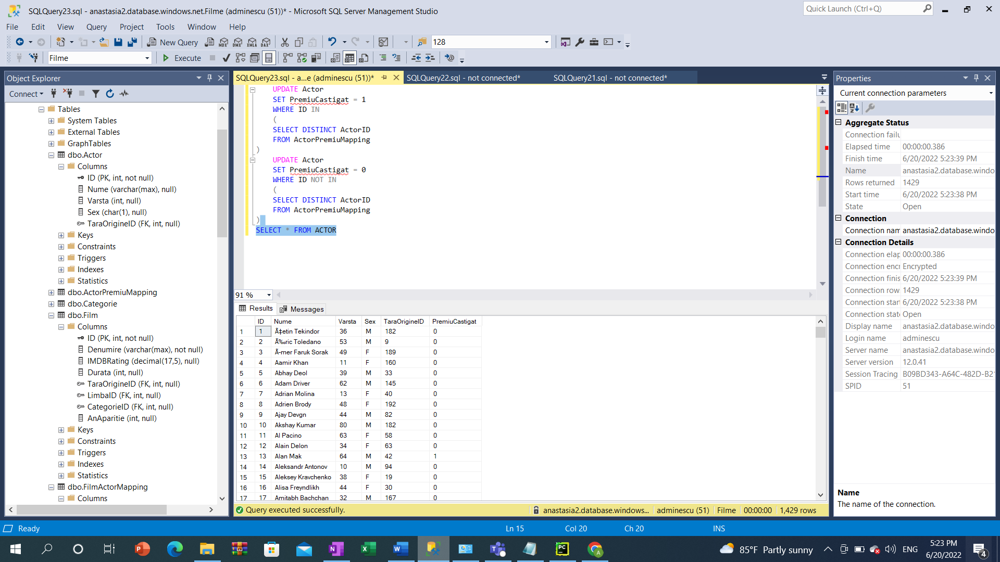 SQLQuery23.sql - anastasia2.database.windows.net.Filme (adminescu (51))* - Microsoft SQL Server Management Studio
Quick Launch (Ctrl+Q)
File Edit View Query Project Tools Window Help
New Query
MDX DMX XMLA DAX
128
Filme
Execute
Object Explorer
Connect
Tables
System Tables
External Tables
GraphTables
dbo.Actor
Columns
ID (PK, int, not null)
Nume (varchar(max), null)
Varsta (int, null)
Sex (char(1), null)
TaraOrigineID (FK, int, null)
Keys
Constraints
Triggers
Indexes
Statistics
dbo.ActorPremiuMapping
dbo.Categorie
dbo.Film
Columns
ID (PK, int, not null)
Denumire (varchar(max), not null)
IMDBRating (decimal(17,5), null)
Durata (int, null)
TaraOrigineID (FK, int, null)
LimbaID (FK, int, null)
CategorieID (FK, int, null)
AnAparitie (int, null)
Keys
Constraints
Triggers
Indexes
Statistics
dbo.FilmActorMapping
Columns
SQLQuery23.sql - a...e (adminescu (51))*
SQLQuery22.sql - not connected*
SQLQuery21.sql - not connected*
UPDATE Actor
SET PremiuCastigat = 1
WHERE ID IN
(
SELECT DISTINCT ActorID
FROM ActorPremiuMapping
)
UPDATE Actor
SET PremiuCastigat = 0
WHERE ID NOT IN
(
SELECT DISTINCT ActorID
FROM ActorPremiuMapping
)
SELECT * FROM ACTOR
91 %
Results Messages
ID Nume Varsta Sex TaraOrigineID PremiuCastigat
1 1 Ã‡etin Tekindor 36 M 182 0
2 2 Ã‰ric Toledano 53 M 9 0
3 3 Ã-mer Faruk Sorak 49 F 189 0
4 4 Aamir Khan 11 F 160 0
5 5 Abhay Deol 39 M 33 0
6 6 Adam Driver 62 M 145 0
7 7 Adrian Molina 13 F 40 0
8 8 Adrien Brody 48 F 192 0
9 9 Ajay Devgn 44 M 82 0
10 10 Akshay Kumar 80 M 182 0
11 11 Al Pacino 63 F 58 0
12 12 Alain Delon 34 F 63 0
13 13 Alan Mak 64 M 42 1
14 14 Aleksandr Antonov 10 M 94 0
15 15 Aleksey Kravchenko 38 F 19 0
16 16 Alisa Freyndlikh 44 F 30 0
17 17 Amitabh Bachchan 32 M 167 0
Query executed successfully.
anastasia2.database.windows... adminescu (51) Filme 00:00:00 1,429 rows
Properties
Current connection parameters
Aggregate Status
Connection failu
Elapsed time 00:00:00.386
Finish time 6/20/2022 5:23:39 PM
Name anastasia2.database.windo
Rows returned 1429
Start time 6/20/2022 5:23:38 PM
State Open
Connection
Connection nam anastasia2.database.windo
Connection Details
Connection elap 00:00:00.386
Connection encr Encrypted
Connection finis 6/20/2022 5:23:39 PM
Connection row 1429
Connection start 6/20/2022 5:23:38 PM
Connection state Open
Display name anastasia2.database.windo
Login name adminescu
Server name anastasia2.database.windo
Server version 12.0.41
Session Tracing B09BD343-A64C-482D-B21
SPID 51
Name
The name of the connection.
Ready Ln 15 Col 20 Ch 20 INS
85°F Partly sunny
ENG
5:23 PM
6/20/2022
4